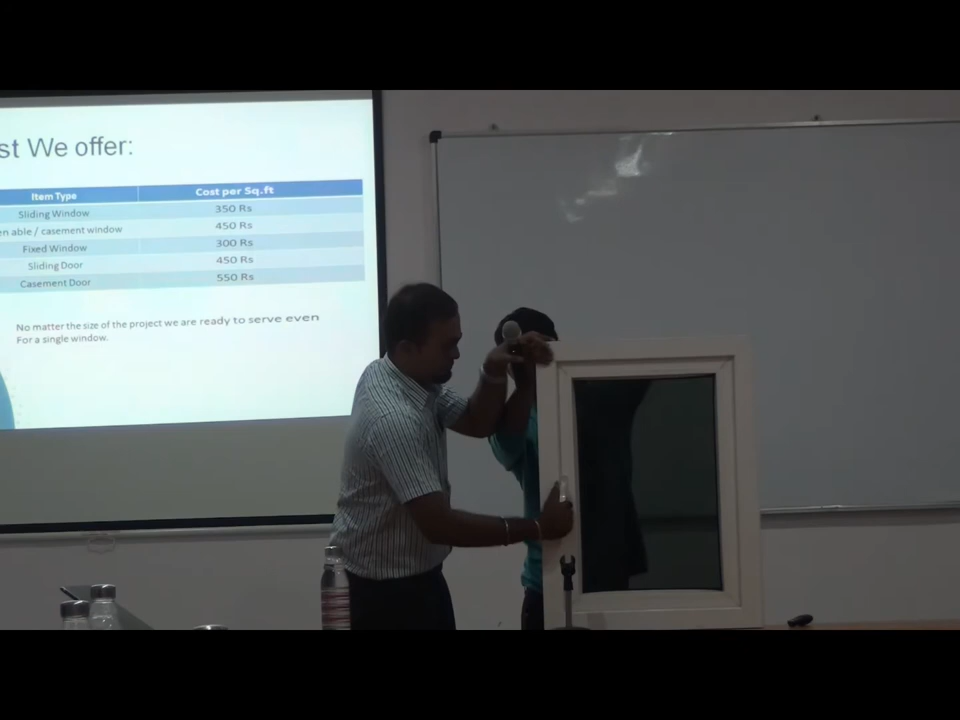 st We offer:
Item Type Cost per Sq.ft
Sliding Window 350 Rs
en able / casement window 450 Rs
Fixed Window 300 Rs
Sliding Door 450 Rs
Casement Door 550 Rs
No matter the size of the project we are ready to serve even
For a single window.